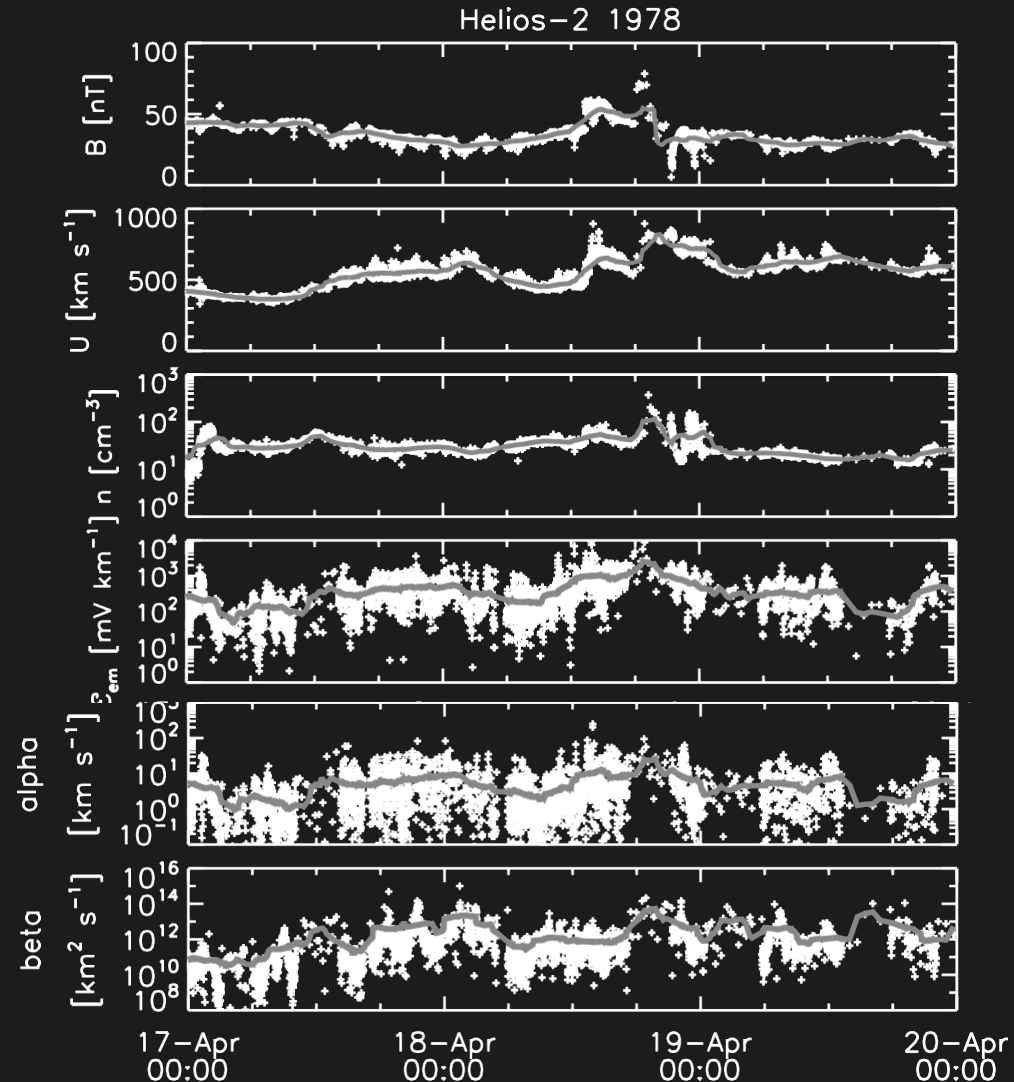 Helios-2 1978
B [nT]
100
50
0
U [km s⁻¹]
1000
500
0
n [cm⁻³]
10³
10²
10¹
10⁰
[mV km⁻¹]
10⁴
10³
10²
10¹
10⁰
alpha
[km s⁻¹]
10³
10²
10¹
10⁰
10⁻¹
beta
[km² s⁻¹]
10¹⁶
10¹⁴
10¹²
10¹⁰
10⁸
17-Apr 18-Apr 19-Apr 20-Apr
00:00 00:00 00:00 00:00